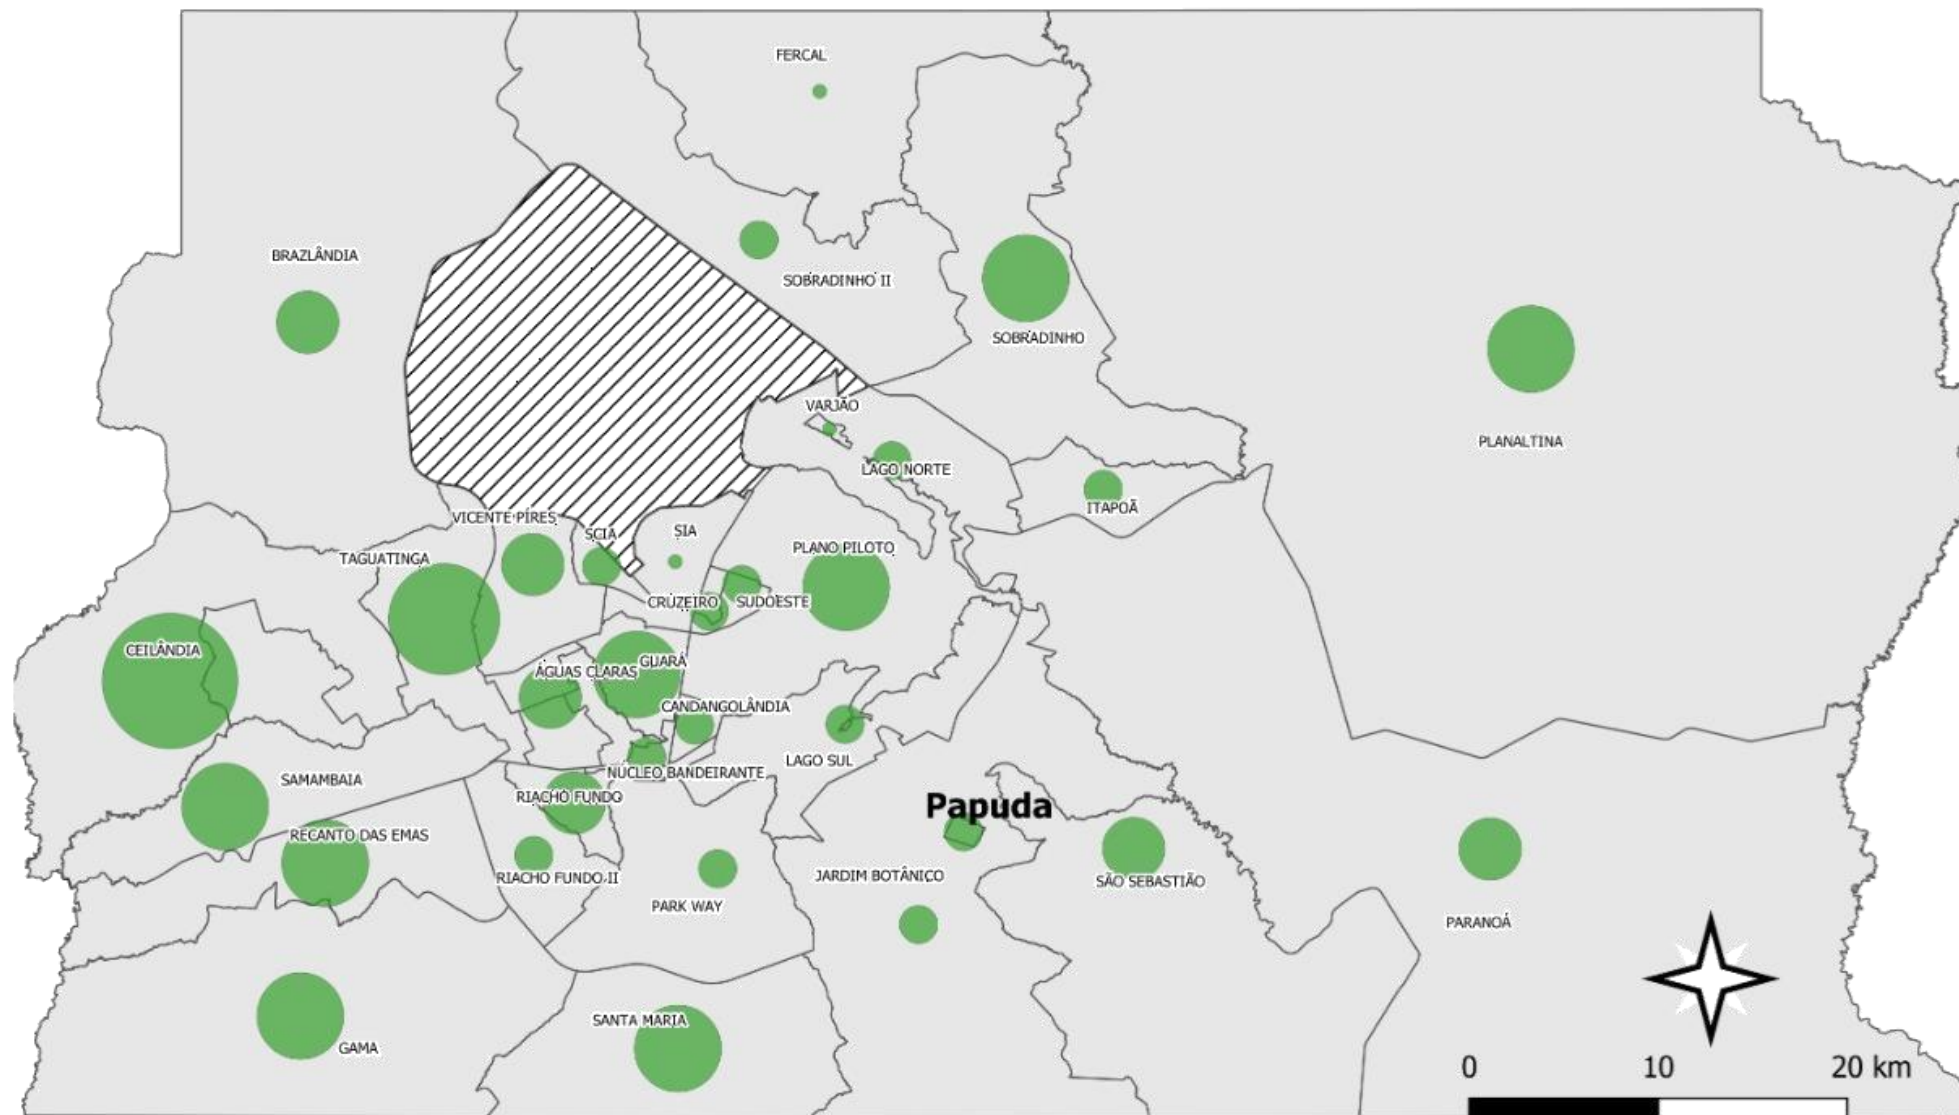 FERCAL
BRAZLÂNDIA
SOBRADINHO II
SOBRADINHO
VARJÃO
PLANALTINA
LAGO NORTE
ITAPOÃ
VICENTE PIRES
SCIA
SIA
PLANO PILOTO
TAGUATINGA
CRUZEIRO
SUDOESTE
CEILÂNDIA
GUARÁ
ÁGUAS CLARAS
CANDANGOLÂNDIA
LAGO SUL
NÚCLEO BANDEIRANTE
SAMAMBAIA
RIACHO FUNDO
Papuda
RECANTO DAS EMAS
RIACHO FUNDO II
JARDIM BOTÂNICO
SÃO SEBASTIÃO
PARK WAY
PARANOÁ
SANTA MARIA
GAMA
0 10 20 km